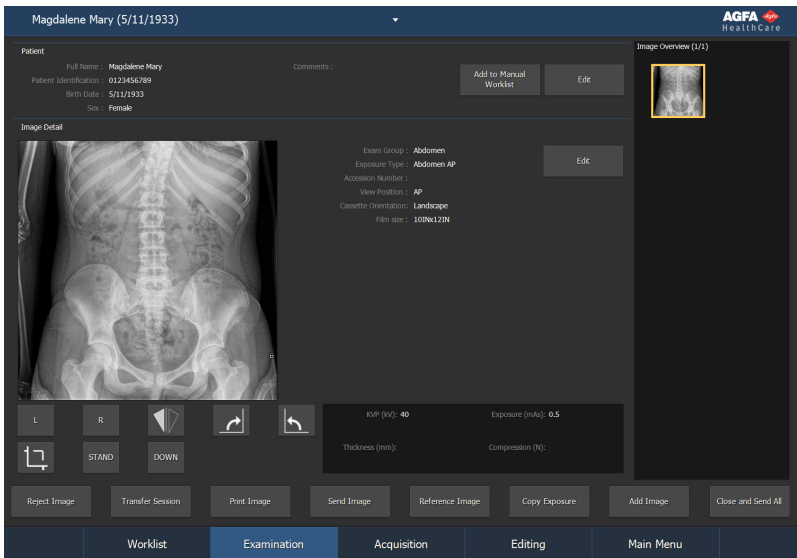 Magdalene Mary (5/11/1933)
AGFA Agfa
HealthCare
Patient
Full Name : Magdalene Mary
Patient Identification : 0123456789
Birth Date : 5/11/1933
Sex : Female
Comments :
Add to Manual
Worklist
Edit
Image Overview (1/1)
Image Detail
Exam Group : Abdomen
Exposure Type : Abdomen AP
Accession Number :
View Position : AP
Cassette Orientation: Landscape
Film size : 10INx12IN
Edit
L
R
STAND
DOWN
KVP (kV): 40
Exposure (mAs): 0.5
Thickness (mm):
Compression (N):
Reject Image
Transfer Session
Print Image
Send Image
Reference Image
Copy Exposure
Add Image
Close and Send All
Worklist
Examination
Acquisition
Editing
Main Menu